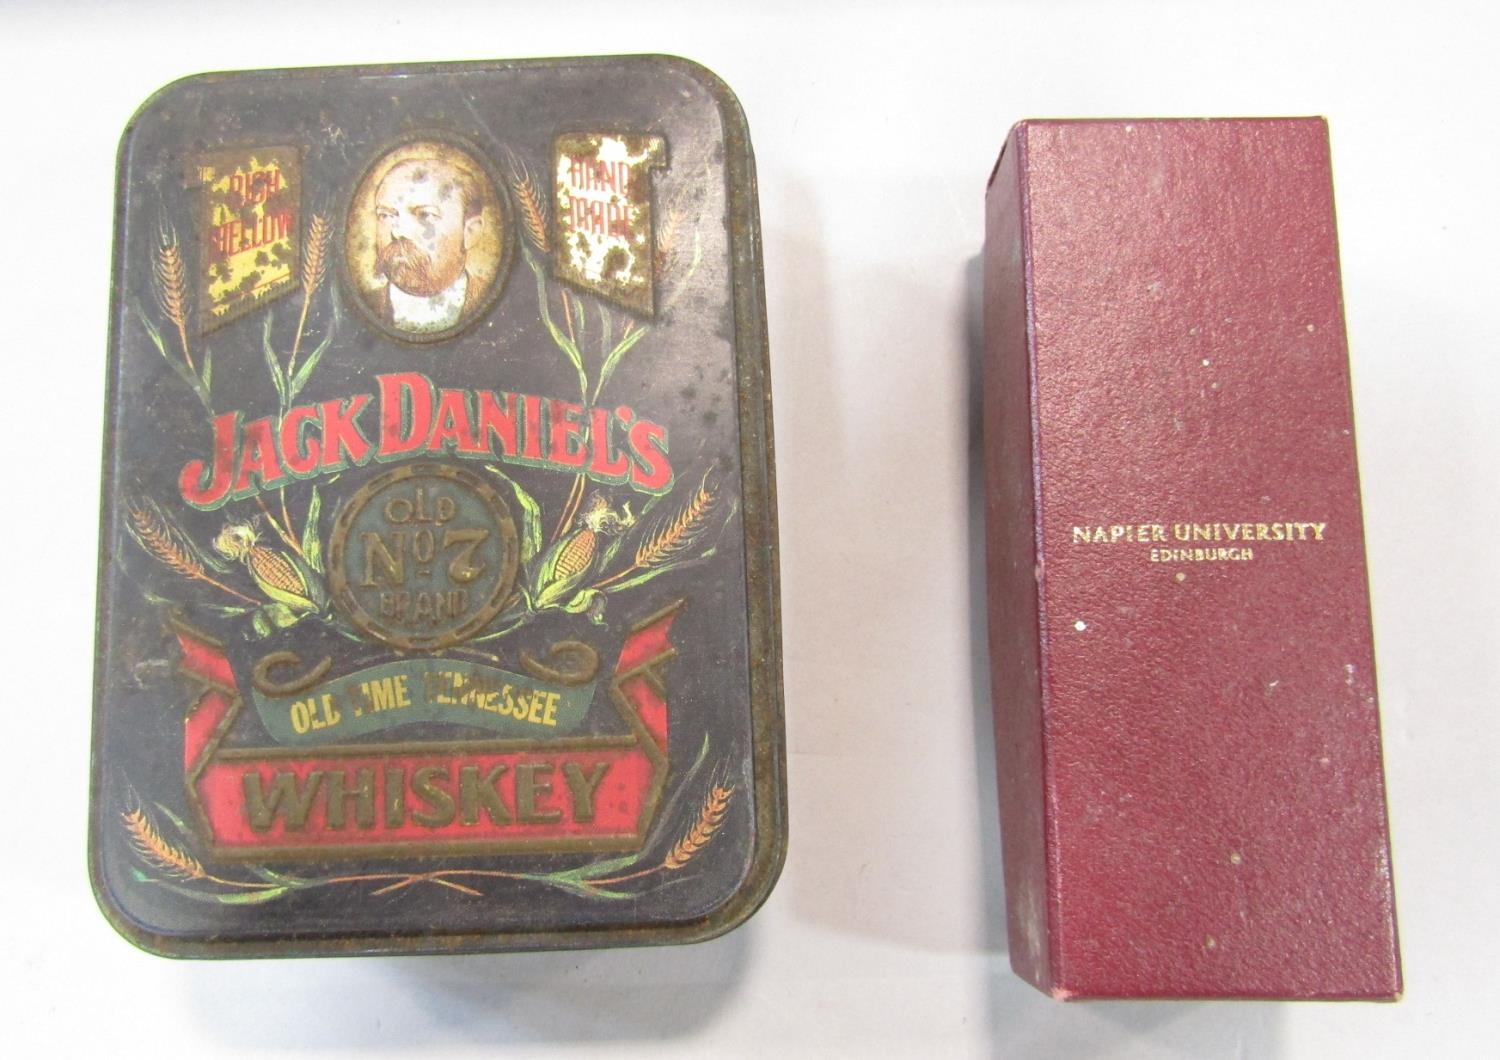 RICH
MELLOW
HAND
MADE
JACK DANIEL'S
OLD
No 7
BRAND
OLD TIME TENNESSEE
WHISKEY
NAPIER UNIVERSITY
EDINBURGH